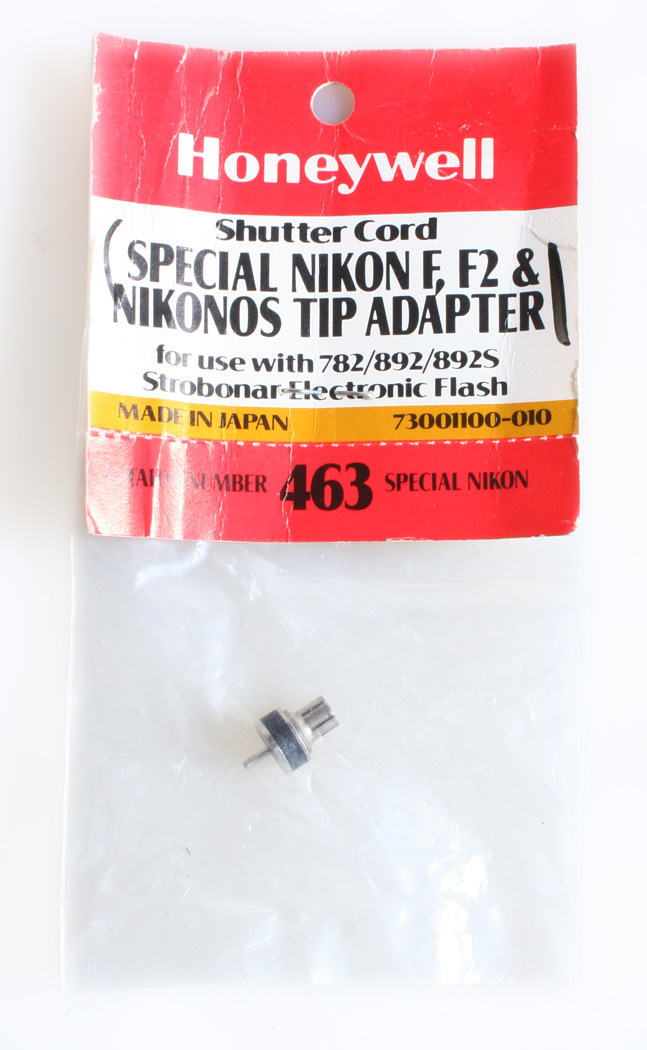 Honeywell
Shutter Cord
(SPECIAL NIKON F, F2 &
NIKONOS TIP ADAPTER)
for use with 782/892/892S
Strobonar Electronic Flash
MADE IN JAPAN 73001100-010
NUMBER 463 SPECIAL NIKON